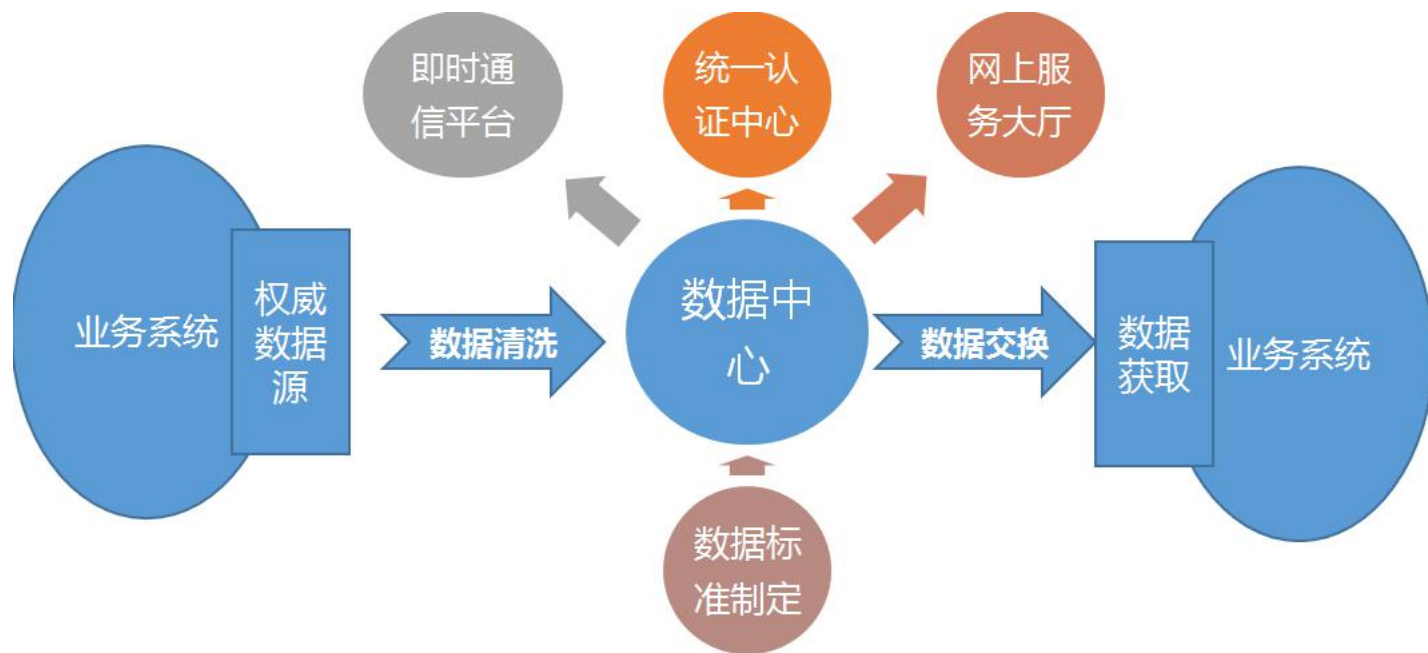 即时通
信平台
统一认
证中心
网上服
务大厅
业务系统
权威
数据
源
数据清洗
数据中
心
数据交换
数据
获取
业务系统
数据标
准制定